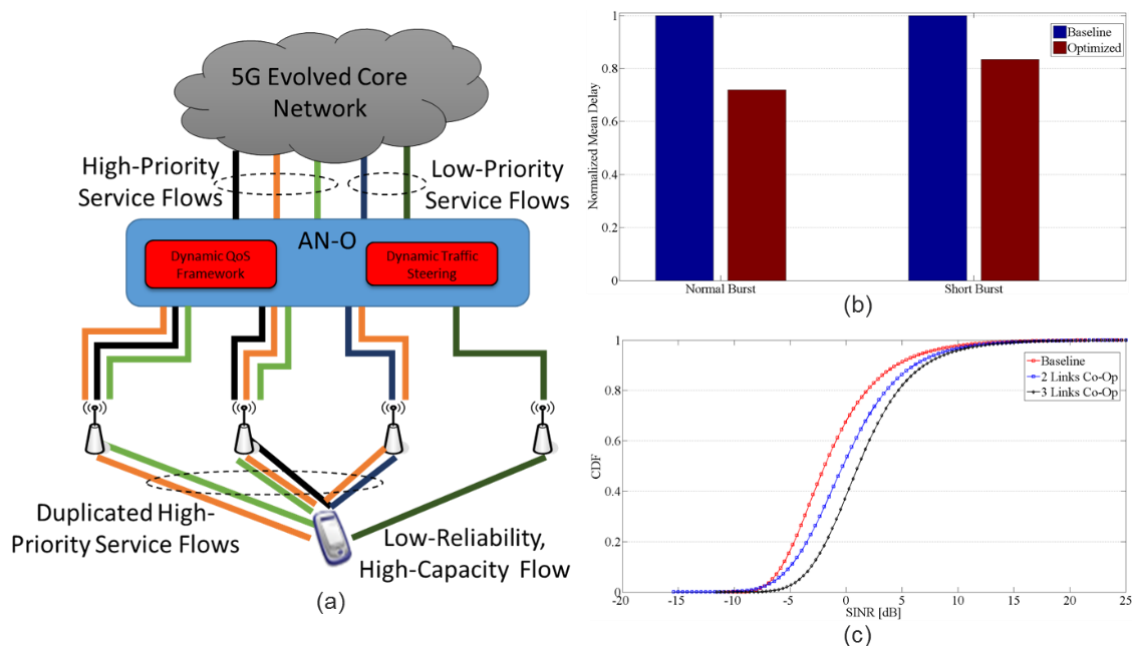 5G Evolved Core
Network
High-Priority
Service Flows
Low-Priority
Service Flows
AN-O
Dynamic QoS
Framework
Dynamic Traffic
Steering
Duplicated High-
Priority Service Flows
Low-Reliability,
High-Capacity Flow
(a)
Normalized Mean Delay
1
0.8
0.6
0.4
0.2
0
Baseline
Optimized
Normal Burst
Short Burst
(b)
CDF
1
0.8
0.6
0.4
0.2
0
Baseline
2 Links Co-Op
3 Links Co-Op
-20
-15
-10
-5
0
5
10
15
20
25
SINR [dB]
(c)